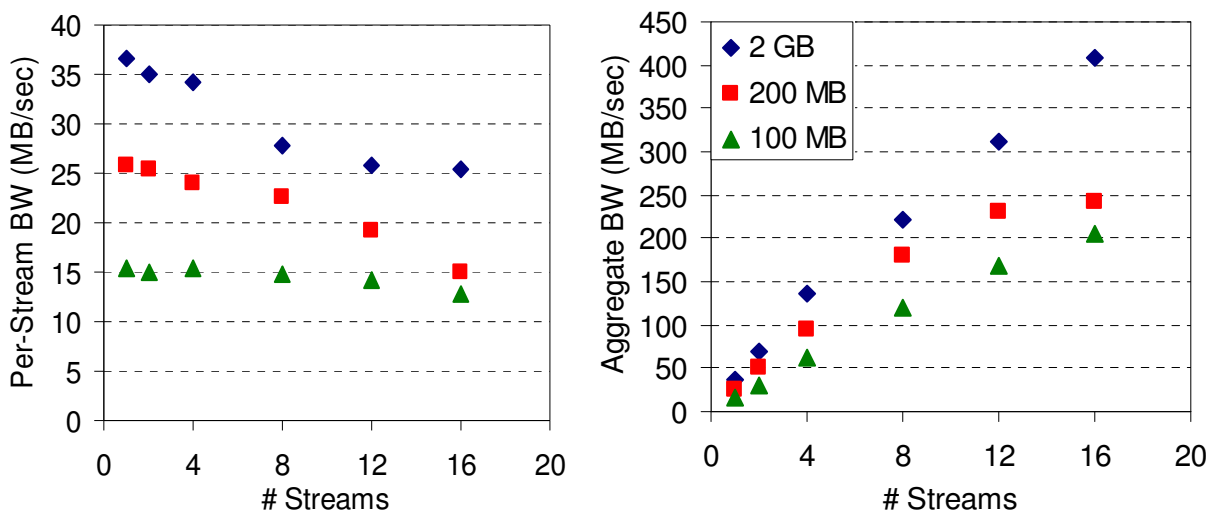 40
35
30
25
20
15
10
5
0
Per-Stream BW (MB/sec)
0 4 8 12 16 20
# Streams
450
400
350
300
250
200
150
100
50
0
Aggregate BW (MB/sec)
2 GB
200 MB
100 MB
0 4 8 12 16 20
# Streams